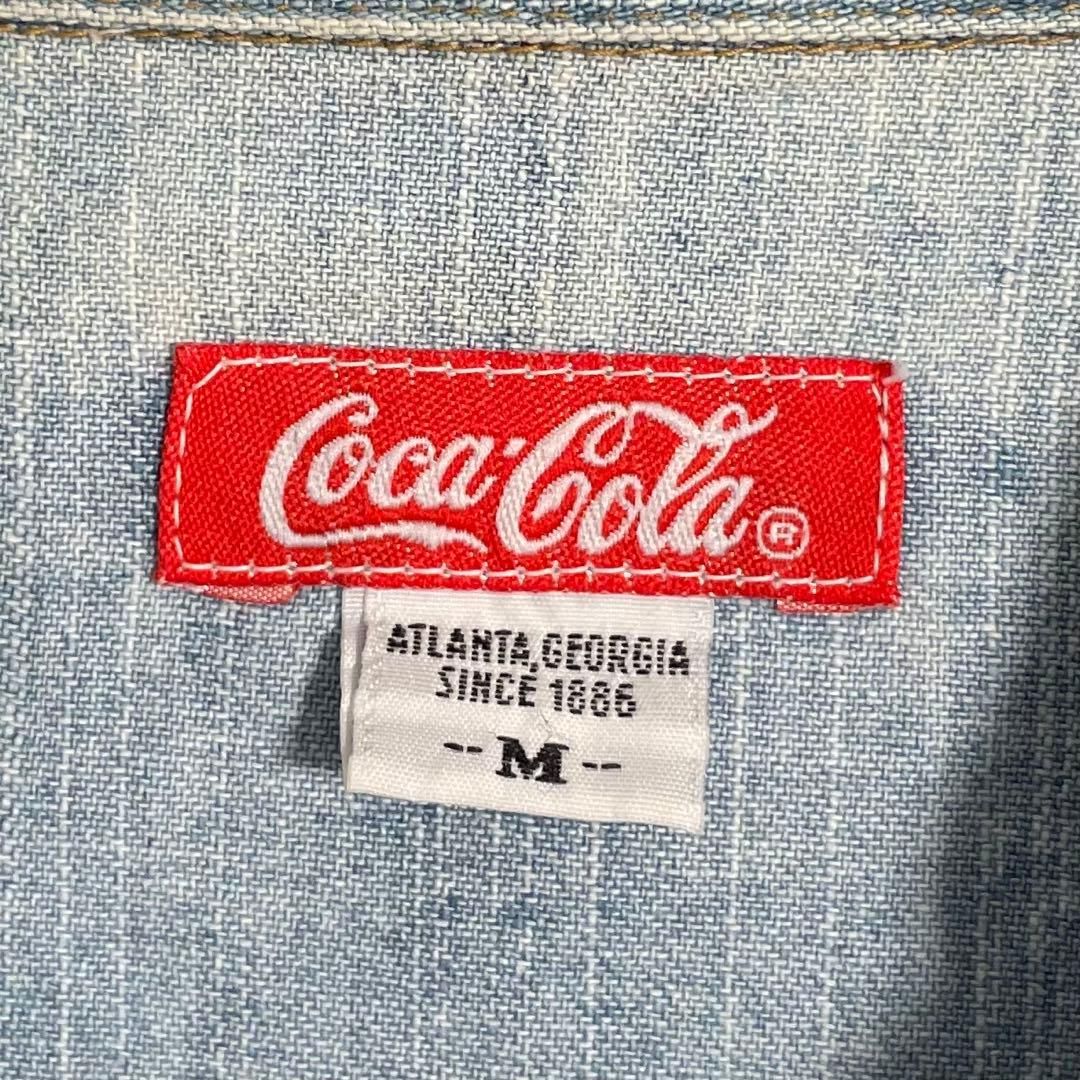 Coca-Cola ®
ATLANTA, GEORGIA
SINCE 1886
-- M --